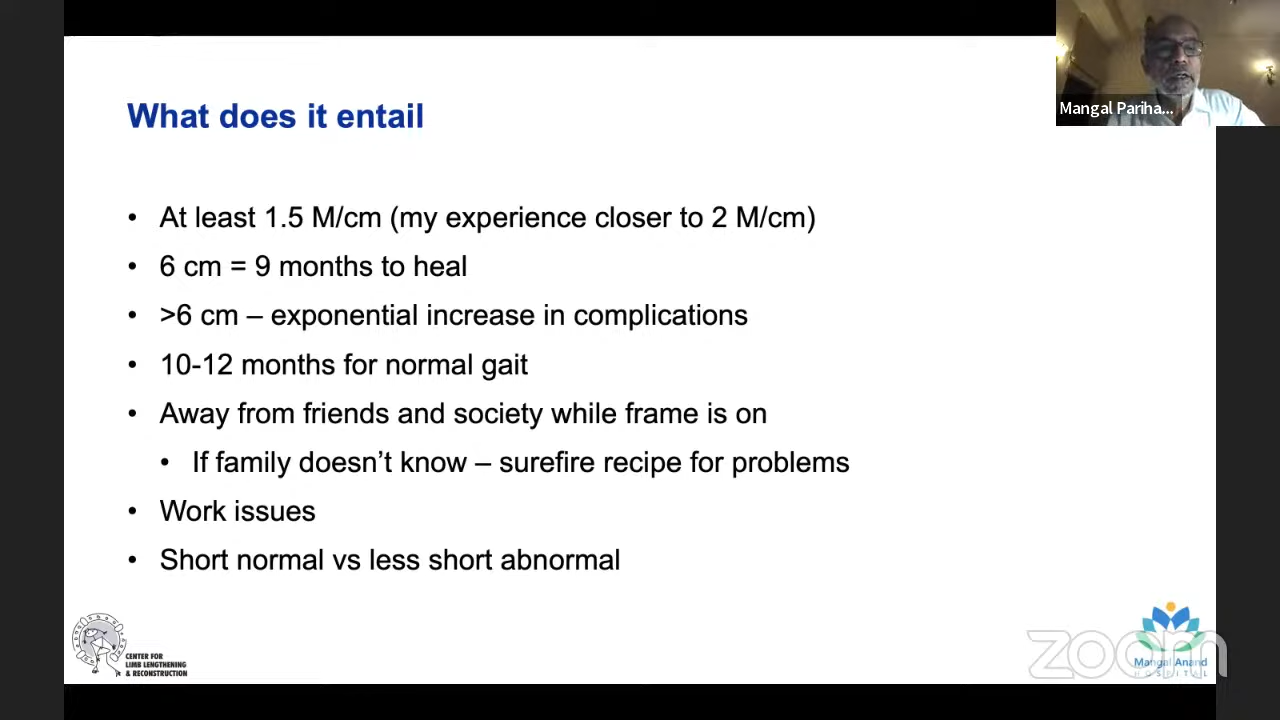 Mangal Pariha...
What does it entail
• At least 1.5 M/cm (my experience closer to 2 M/cm)
• 6 cm = 9 months to heal
• >6 cm – exponential increase in complications
• 10-12 months for normal gait
• Away from friends and society while frame is on
• If family doesn’t know – surefire recipe for problems
• Work issues
• Short normal vs less short abnormal
CENTER FOR
LIMB LENGTHENING
& RECONSTRUCTION
zoom
Mangal Anand
HOSPITAL